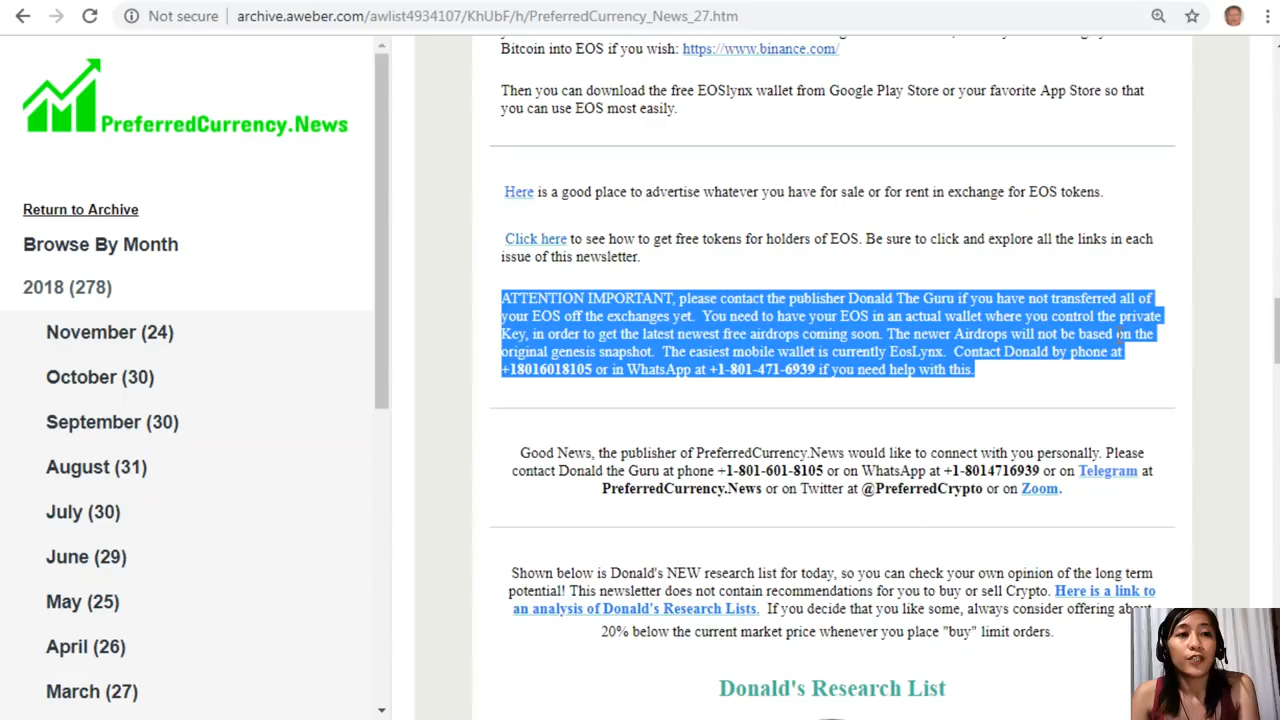 Not secure
archive.aweber.com/awlist4934107/KhUbF/h/PreferredCurrency_News_27.htm
PreferredCurrency.News
Return to Archive
Browse By Month
2018 (278)
November (24)
October (30)
September (30)
August (31)
July (30)
June (29)
May (25)
April (26)
March (27)
Bitcoin into EOS if you wish: https://www.binance.com/
Then you can download the free EOSlynx wallet from Google Play Store or your favorite App Store so that
you can use EOS most easily.
Here is a good place to advertise whatever you have for sale or for rent in exchange for EOS tokens.
Click here to see how to get free tokens for holders of EOS. Be sure to click and explore all the links in each
issue of this newsletter.
ATTENTION IMPORTANT, please contact the publisher Donald The Guru if you have not transferred all of
your EOS off the exchanges yet. You need to have your EOS in an actual wallet where you control the private
Key, in order to get the latest newest free airdrops coming soon. The newer Airdrops will not be based on the
original genesis snapshot. The easiest mobile wallet is currently EosLynx. Contact Donald by phone at
+18016018105 or in WhatsApp at +1-801-471-6939 if you need help with this.
Good News, the publisher of PreferredCurrency.News would like to connect with you personally. Please
contact Donald the Guru at phone +1-801-601-8105 or on WhatsApp at +1-8014716939 or on Telegram at
PreferredCurrency.News or on Twitter at @PreferredCrypto or on Zoom.
Shown below is Donald's NEW research list for today, so you can check your own opinion of the long term
potential! This newsletter does not contain recommendations for you to buy or sell Crypto. Here is a link to
an analysis of Donald's Research Lists. If you decide that you like some, always consider offering about
20% below the current market price whenever you place "buy" limit orders.
Donald's Research List